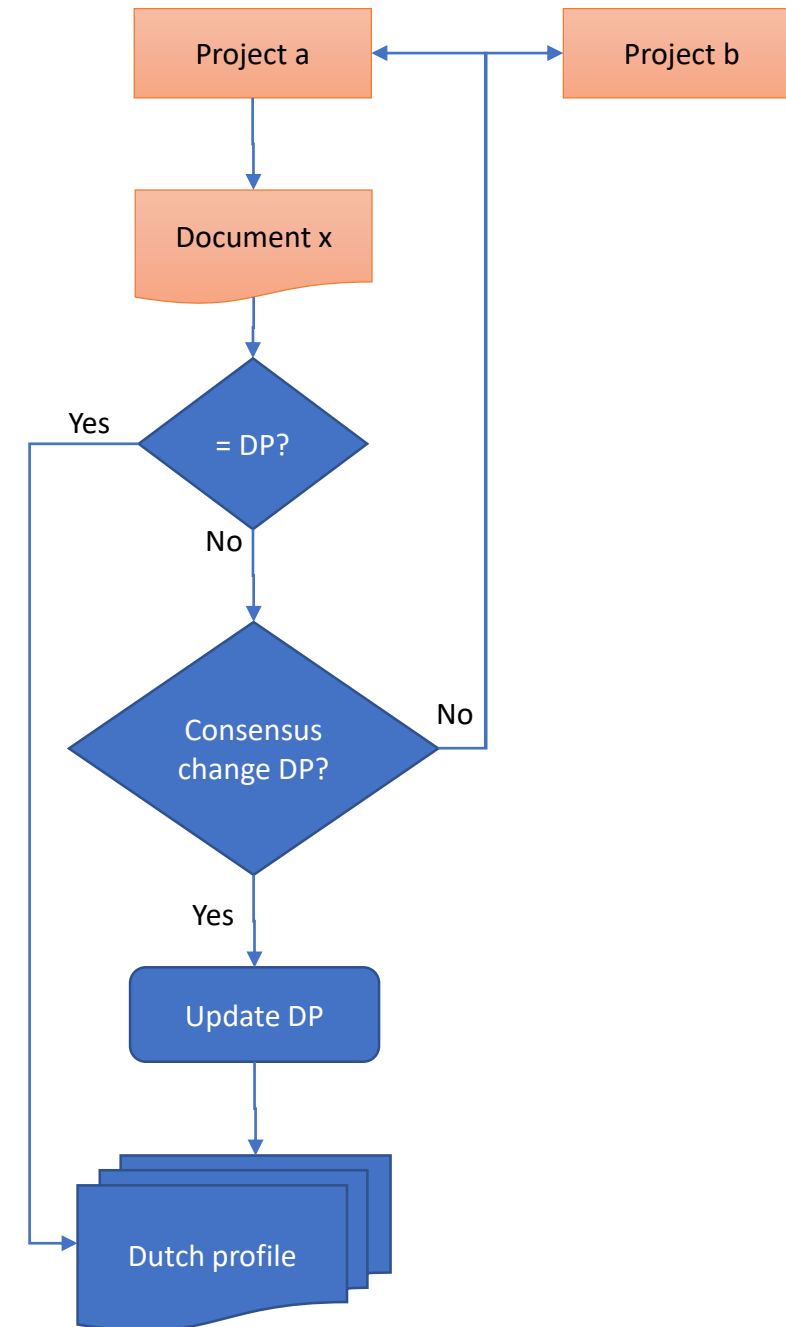 Project a
Project b
Document x
Yes
= DP?
No
Consensus
change DP?
No
Yes
Update DP
Dutch profile